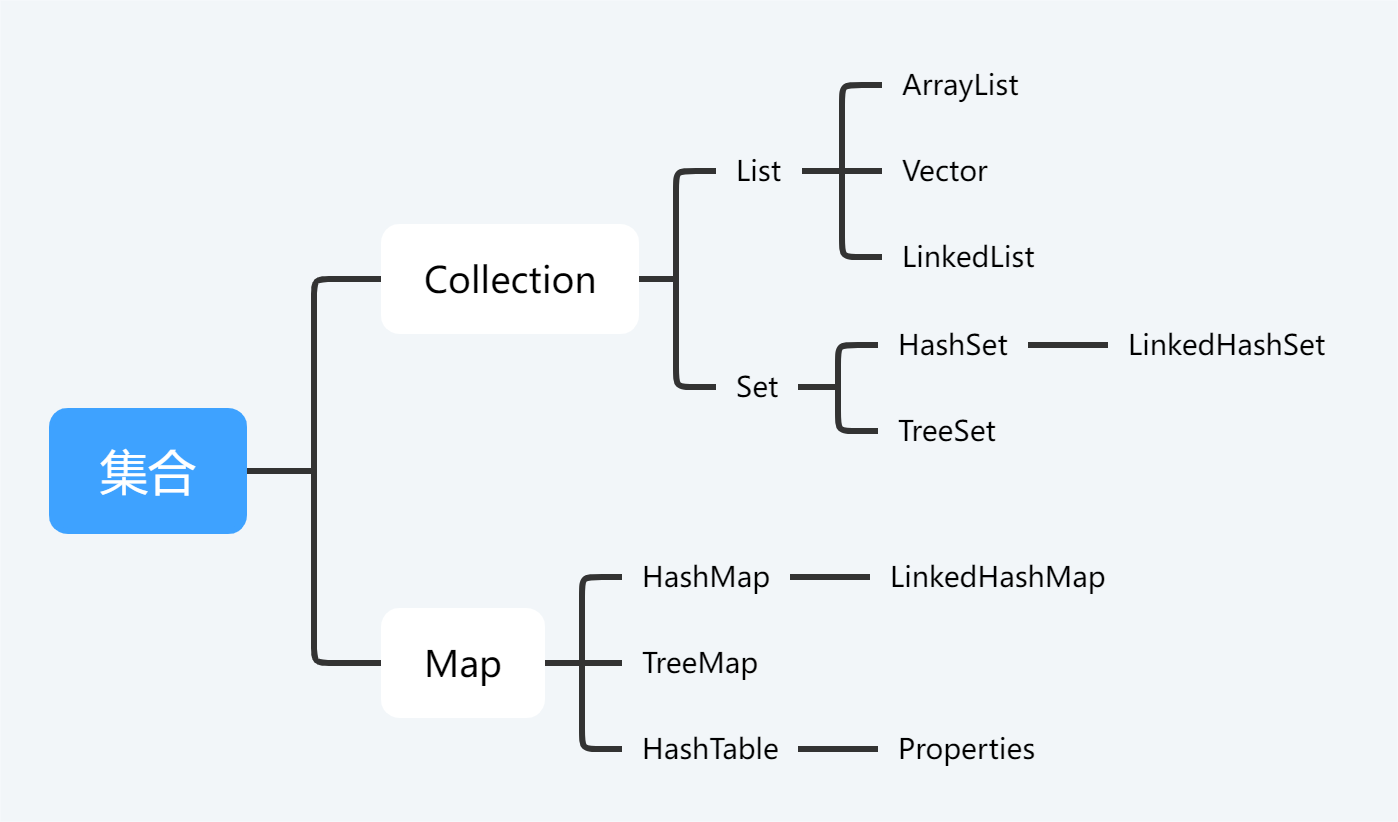 集合
Collection
List
ArrayList
Vector
LinkedList
Set
HashSet
LinkedHashSet
TreeSet
Map
HashMap
LinkedHashMap
TreeMap
HashTable
Properties